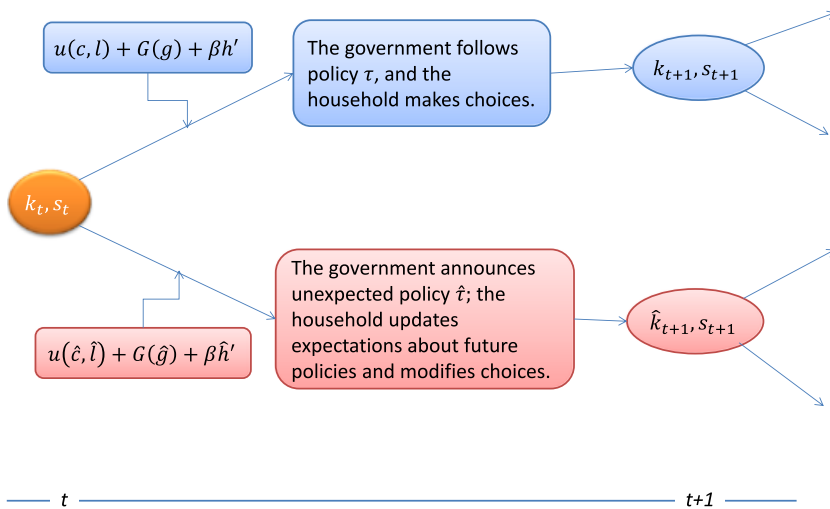 u(c, l) + G(g) + βh′
The government follows
policy τ, and the
household makes choices.
k_{t+1}, s_{t+1}
k_t, s_t
The government announces
unexpected policy τ̂; the
household updates
expectations about future
policies and modifies choices.
k̂_{t+1}, s_{t+1}
u(ĉ, l̂) + G(ĝ) + βĥ′
t
t+1